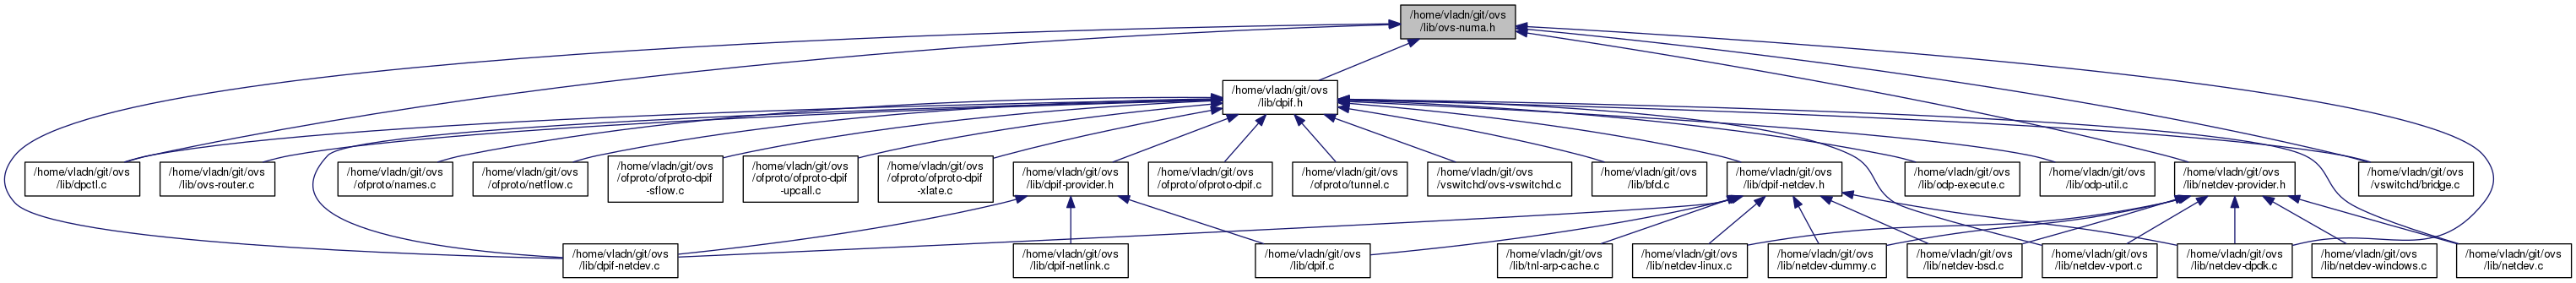 /home/vladn/git/ovs
/lib/ovs-numa.h
/home/vladn/git/ovs
/lib/dpif.h
/home/vladn/git/ovs
/lib/dpctl.c
/home/vladn/git/ovs
/lib/ovs-router.c
/home/vladn/git/ovs
/ofproto/names.c
/home/vladn/git/ovs
/ofproto/netflow.c
/home/vladn/git/ovs
/ofproto/ofproto-dpif
-sflow.c
/home/vladn/git/ovs
/ofproto/ofproto-dpif
-upcall.c
/home/vladn/git/ovs
/ofproto/ofproto-dpif
-xlate.c
/home/vladn/git/ovs
/lib/dpif-provider.h
/home/vladn/git/ovs
/ofproto/ofproto-dpif.c
/home/vladn/git/ovs
/ofproto/tunnel.c
/home/vladn/git/ovs
/vswitchd/ovs-vswitchd.c
/home/vladn/git/ovs
/lib/bfd.c
/home/vladn/git/ovs
/lib/dpif-netdev.h
/home/vladn/git/ovs
/lib/odp-execute.c
/home/vladn/git/ovs
/lib/odp-util.c
/home/vladn/git/ovs
/lib/netdev-provider.h
/home/vladn/git/ovs
/vswitchd/bridge.c
/home/vladn/git/ovs
/lib/dpif-netdev.c
/home/vladn/git/ovs
/lib/dpif-netlink.c
/home/vladn/git/ovs
/lib/dpif.c
/home/vladn/git/ovs
/lib/tnl-arp-cache.c
/home/vladn/git/ovs
/lib/netdev-linux.c
/home/vladn/git/ovs
/lib/netdev-dummy.c
/home/vladn/git/ovs
/lib/netdev-bsd.c
/home/vladn/git/ovs
/lib/netdev-vport.c
/home/vladn/git/ovs
/lib/netdev-dpdk.c
/home/vladn/git/ovs
/lib/netdev-windows.c
/home/vladn/git/ovs
/lib/netdev.c